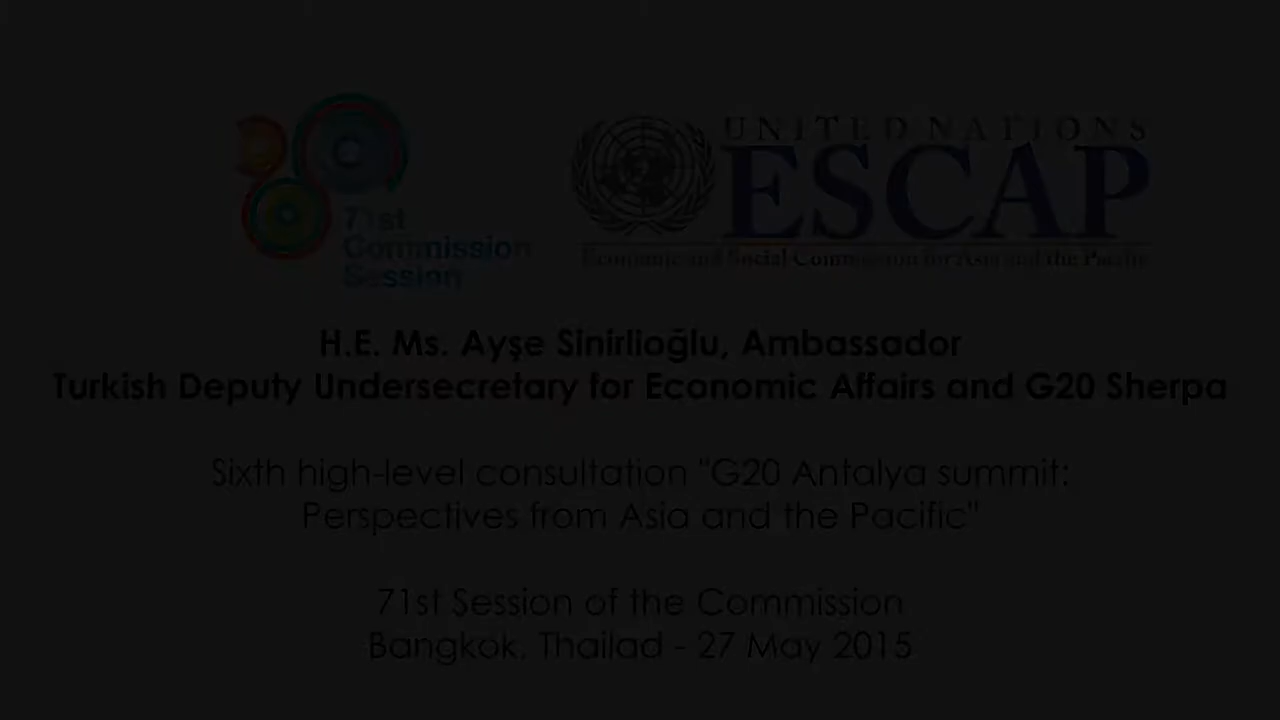 71st
Commission
Session
UNITED NATIONS
ESCAP
Economic and Social Commission for Asia and the Pacific
H.E. Ms. Ayşe Sinirlioğlu, Ambassador
Turkish Deputy Undersecretary for Economic Affairs and G20 Sherpa
Sixth high-level consultation "G20 Antalya summit:
Perspectives from Asia and the Pacific"
71st Session of the Commission
Bangkok, Thailad - 27 May 2015